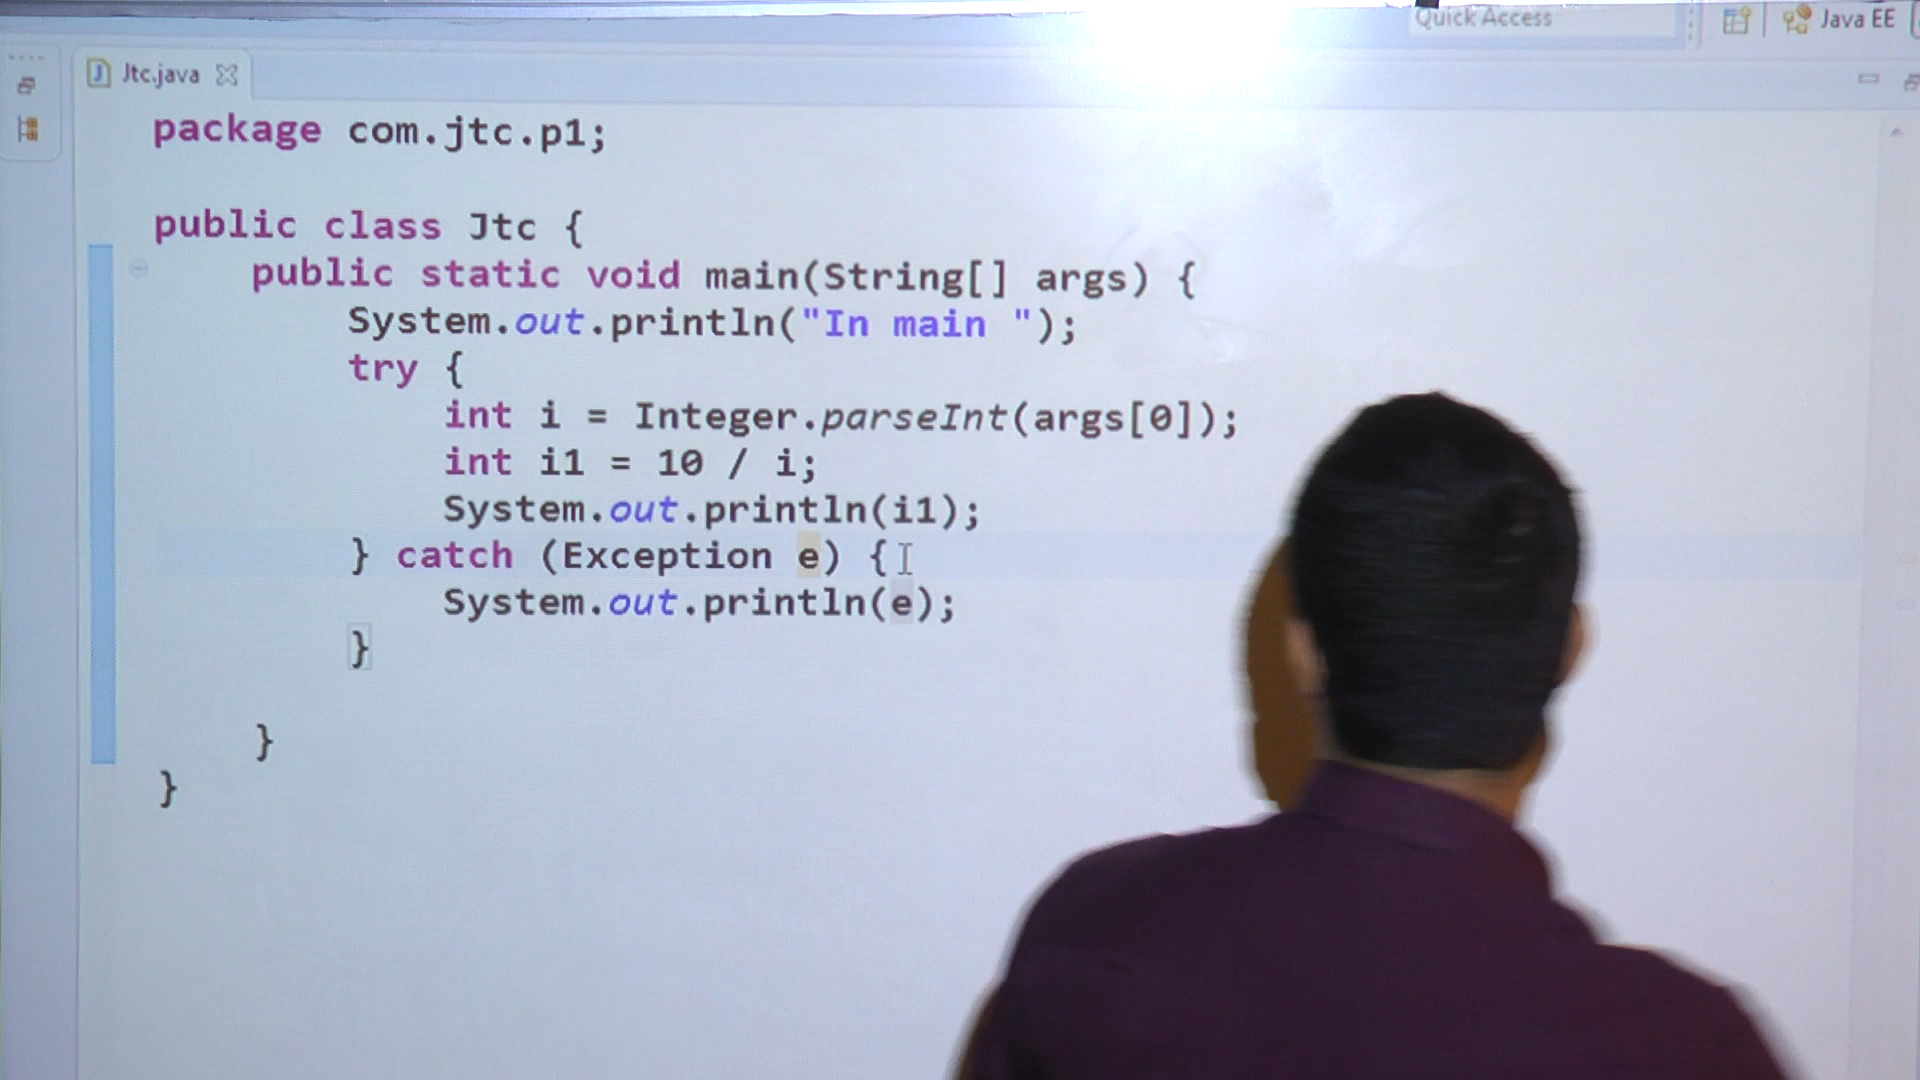 Quick Access
Java EE
Jtc.java
package com.jtc.p1;
public class Jtc {
public static void main(String[] args) {
System.out.println("In main ");
try {
int i = Integer.parseInt(args[0]);
int i1 = 10 / i;
System.out.println(i1);
} catch (Exception e) {
System.out.println(e);
}
}
}